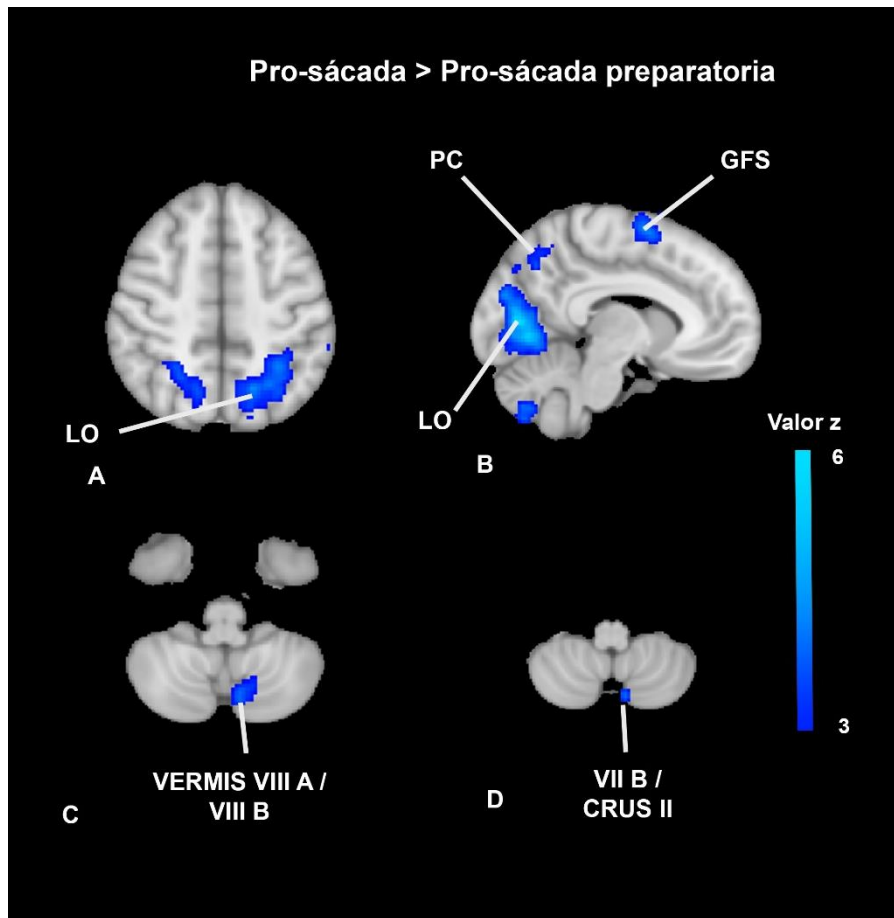 Pro-sácada > Pro-sácada preparatoria
PC
GFS
LO
A
LO
B
Valor z
6
3
VERMIS VIII A /
VIII B
C
VII B /
CRUS II
D